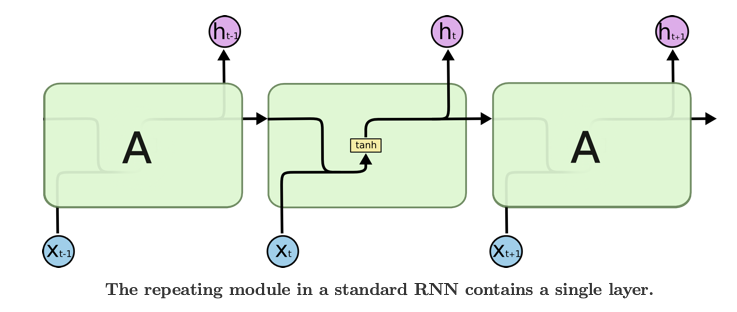 ht-1 ht ht+1
A tanh A
xt-1 xt xt+1
The repeating module in a standard RNN contains a single layer.